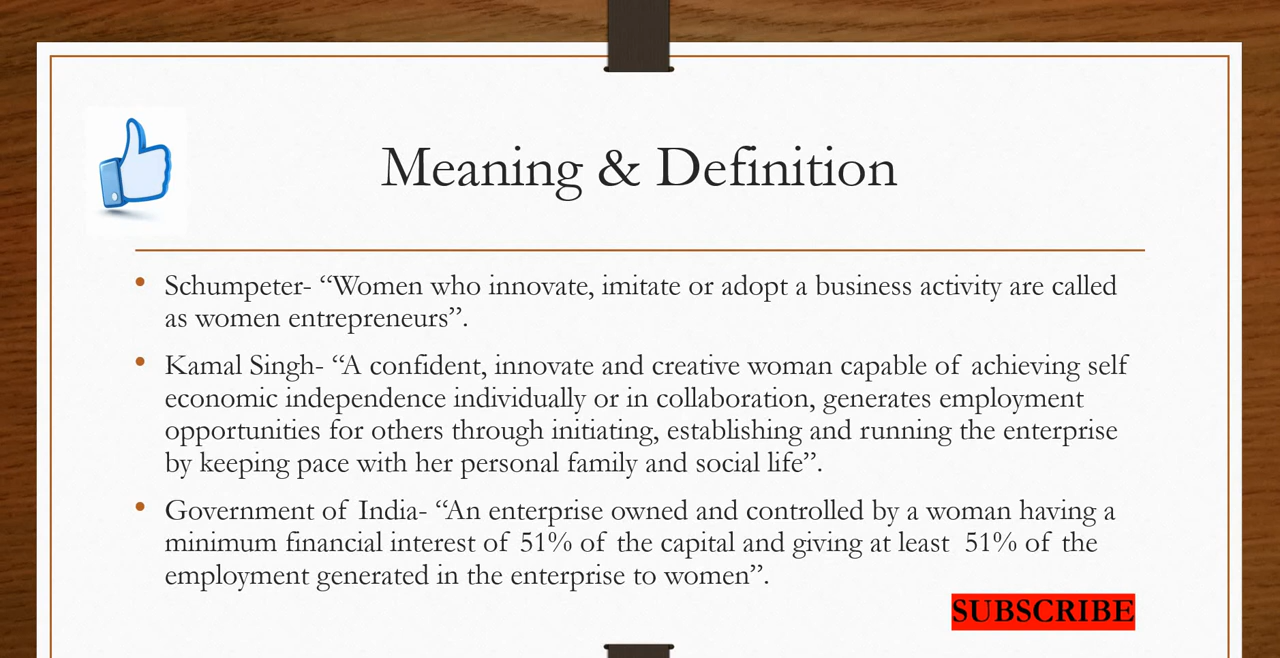 Meaning & Definition
• Schumpeter- “Women who innovate, imitate or adopt a business activity are called
as women entrepreneurs”.
• Kamal Singh- “A confident, innovate and creative woman capable of achieving self
economic independence individually or in collaboration, generates employment
opportunities for others through initiating, establishing and running the enterprise
by keeping pace with her personal family and social life”.
• Government of India- “An enterprise owned and controlled by a woman having a
minimum financial interest of 51% of the capital and giving at least 51% of the
employment generated in the enterprise to women”.
SUBSCRIBE